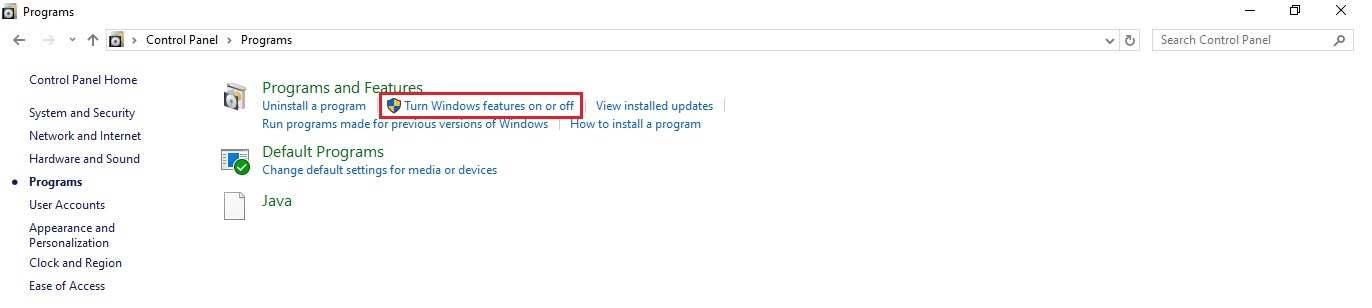 Programs
Control Panel > Programs
Search Control Panel
Control Panel Home
System and Security
Network and Internet
Hardware and Sound
Programs
User Accounts
Appearance and
Personalization
Clock and Region
Ease of Access
Programs and Features
Uninstall a program
Turn Windows features on or off
View installed updates
Run programs made for previous versions of Windows
How to install a program
Default Programs
Change default settings for media or devices
Java